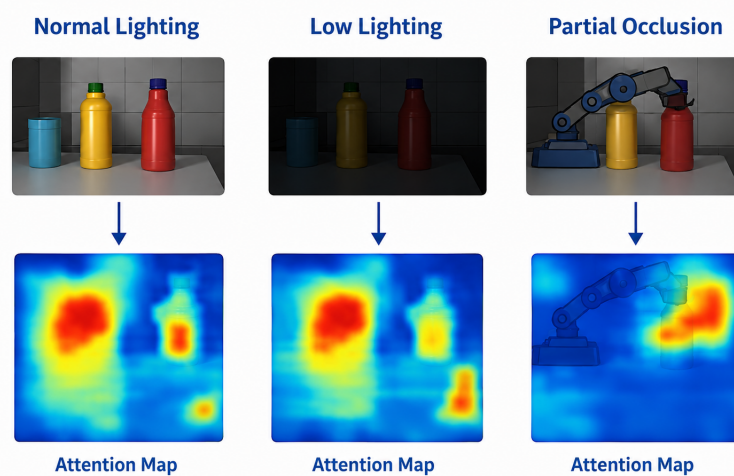 Normal Lighting
Low Lighting
Partial Occlusion
Attention Map
Attention Map
Attention Map